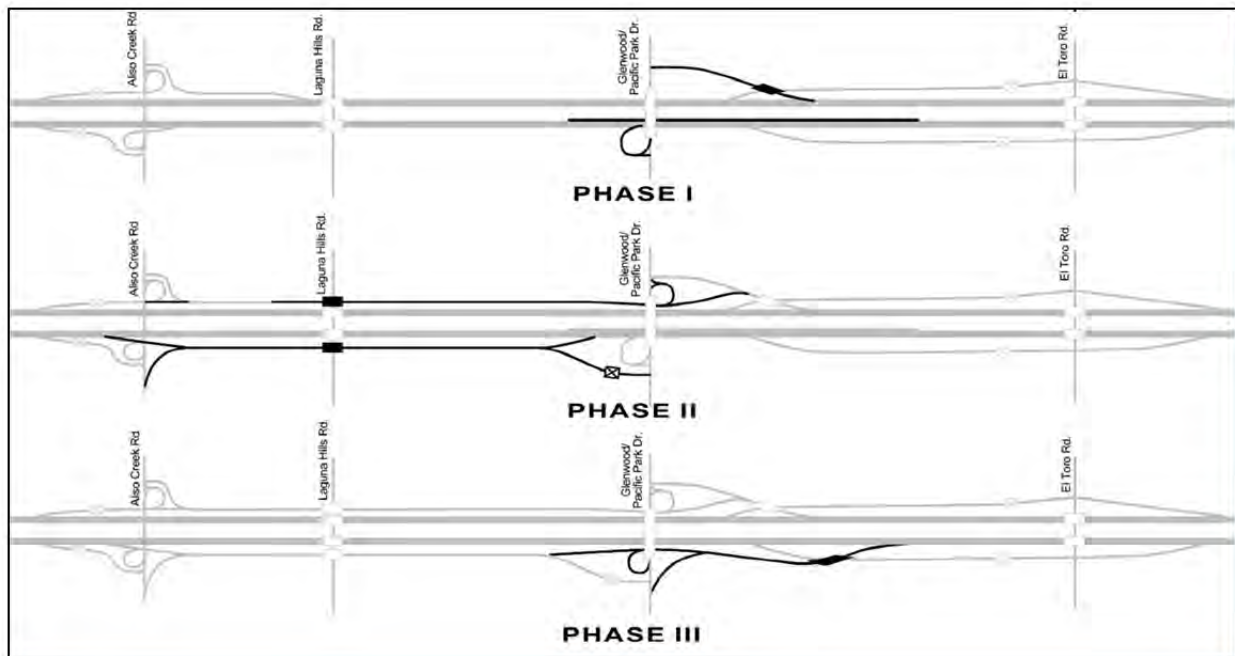 Aliso Creek Rd
Laguna Hills Rd.
Glenwood/
Pacific Park Dr.
El Toro Rd.
PHASE I
Aliso Creek Rd
Laguna Hills Rd.
Glenwood/
Pacific Park Dr.
El Toro Rd.
PHASE II
Aliso Creek Rd
Laguna Hills Rd.
Glenwood/
Pacific Park Dr.
El Toro Rd.
PHASE III